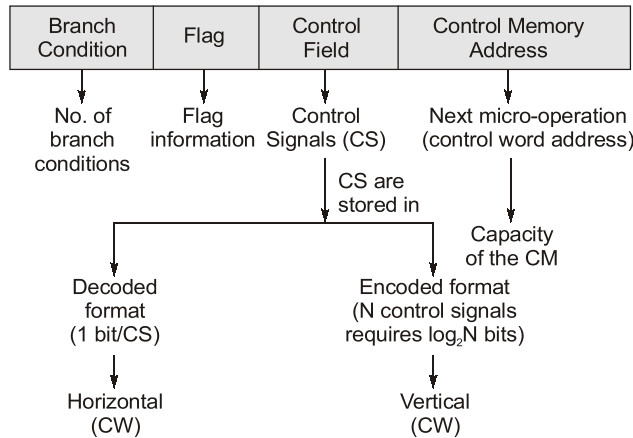 Branch
Condition
Flag
Control
Field
Control Memory
Address
No. of
branch
conditions
Flag
information
Control
Signals (CS)
Next micro-operation
(control word address)
CS are
stored in
Capacity
of the CM
Decoded
format
(1 bit/CS)
Encoded format
(N control signals
requires log₂N bits)
Horizontal
(CW)
Vertical
(CW)